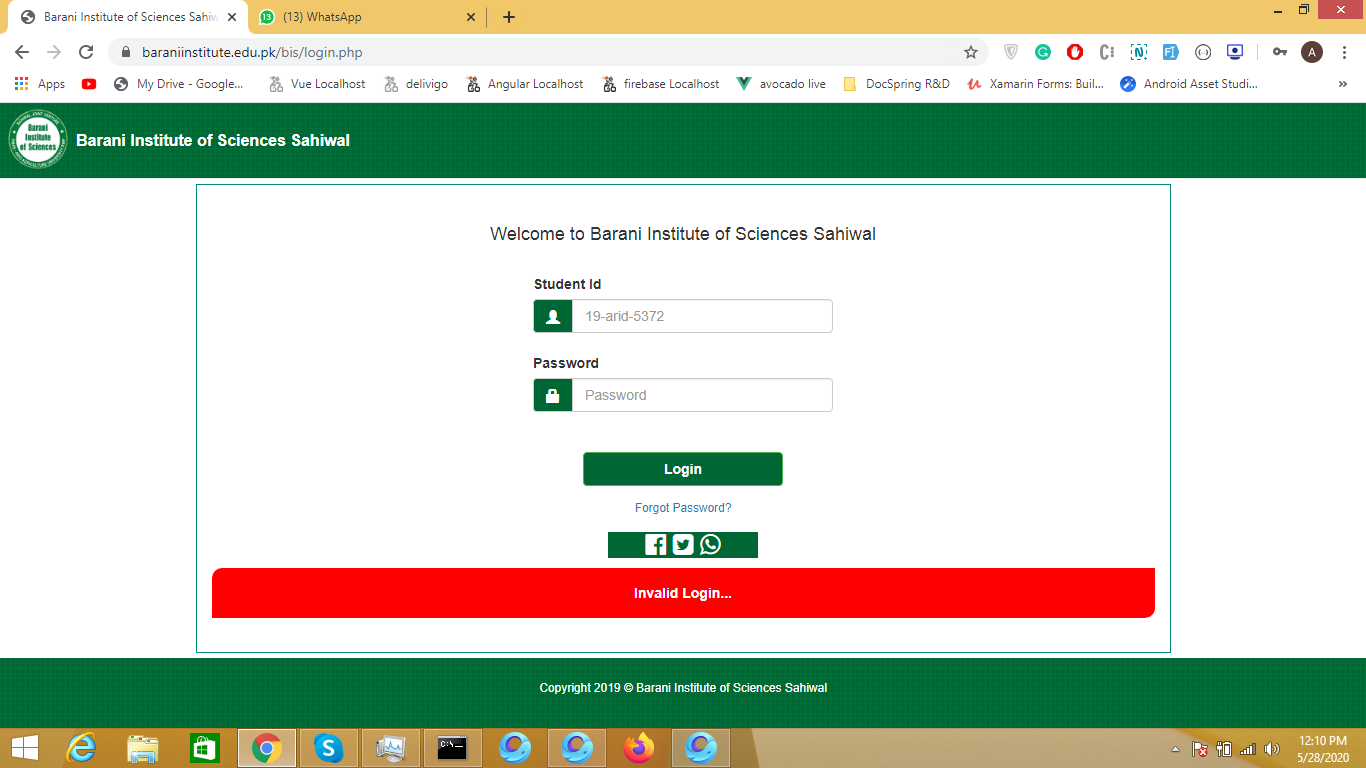 Barani Institute of Sciences Sahiw
13
(13) WhatsApp
baraniinstitute.edu.pk/bis/login.php
A
Apps
My Drive - Google...
Vue Localhost
delivigo
Angular Localhost
firebase Localhost
avocado live
DocSpring R&D
Xamarin Forms: Buil...
Android Asset Studi...
»
Barani
Institute
of Sciences
Barani Institute of Sciences Sahiwal
Welcome to Barani Institute of Sciences Sahiwal
Student Id
19-arid-5372
Password
Password
Login
Forgot Password?
Invalid Login...
Copyright 2019 © Barani Institute of Sciences Sahiwal
12:10 PM
5/28/2020